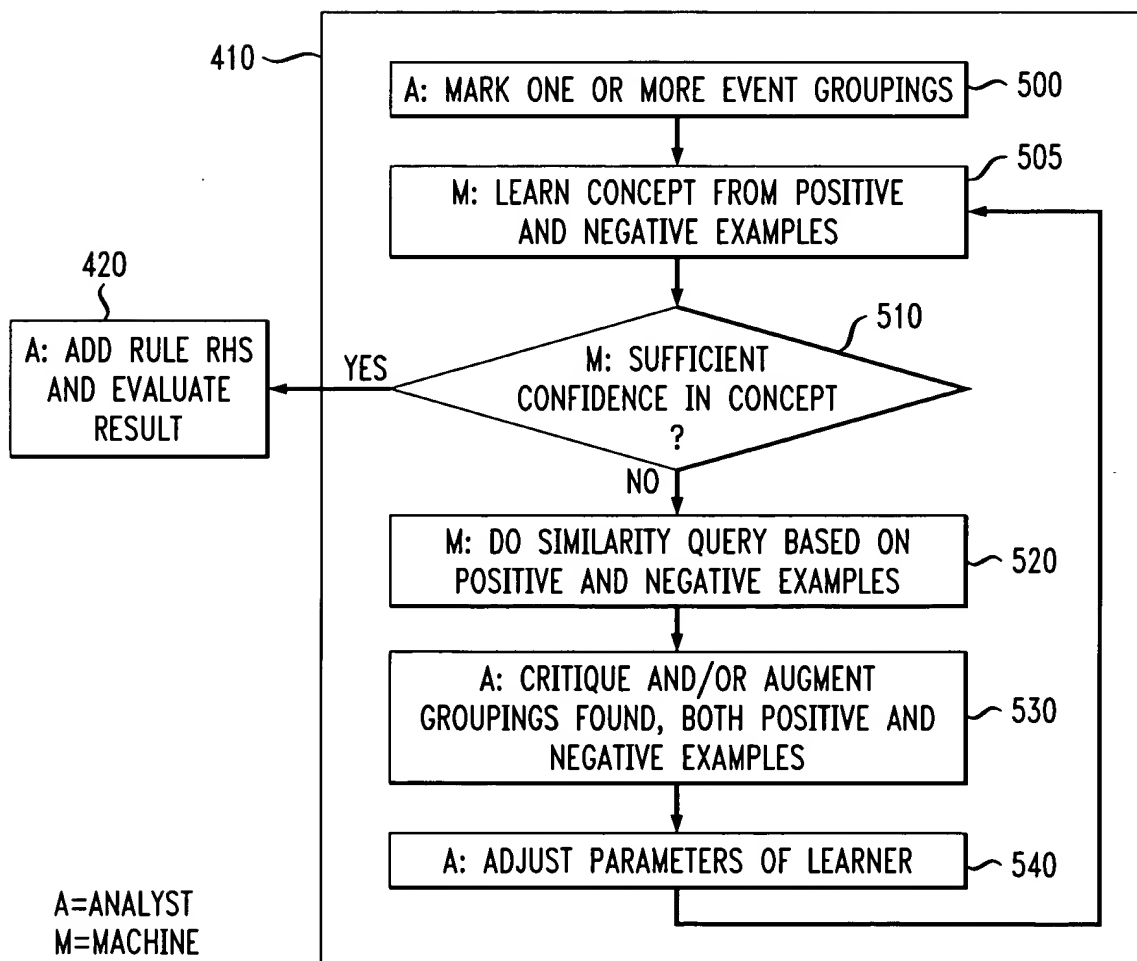 410
A: MARK ONE OR MORE EVENT GROUPINGS
500
505
M: LEARN CONCEPT FROM POSITIVE
AND NEGATIVE EXAMPLES
420
A: ADD RULE RHS
AND EVALUATE
RESULT
YES
510
M: SUFFICIENT
CONFIDENCE IN CONCEPT
?
NO
M: DO SIMILARITY QUERY BASED ON
POSITIVE AND NEGATIVE EXAMPLES
520
A: CRITIQUE AND/OR AUGMENT
GROUPINGS FOUND, BOTH POSITIVE AND
NEGATIVE EXAMPLES
530
A: ADJUST PARAMETERS OF LEARNER
540
A=ANALYST
M=MACHINE